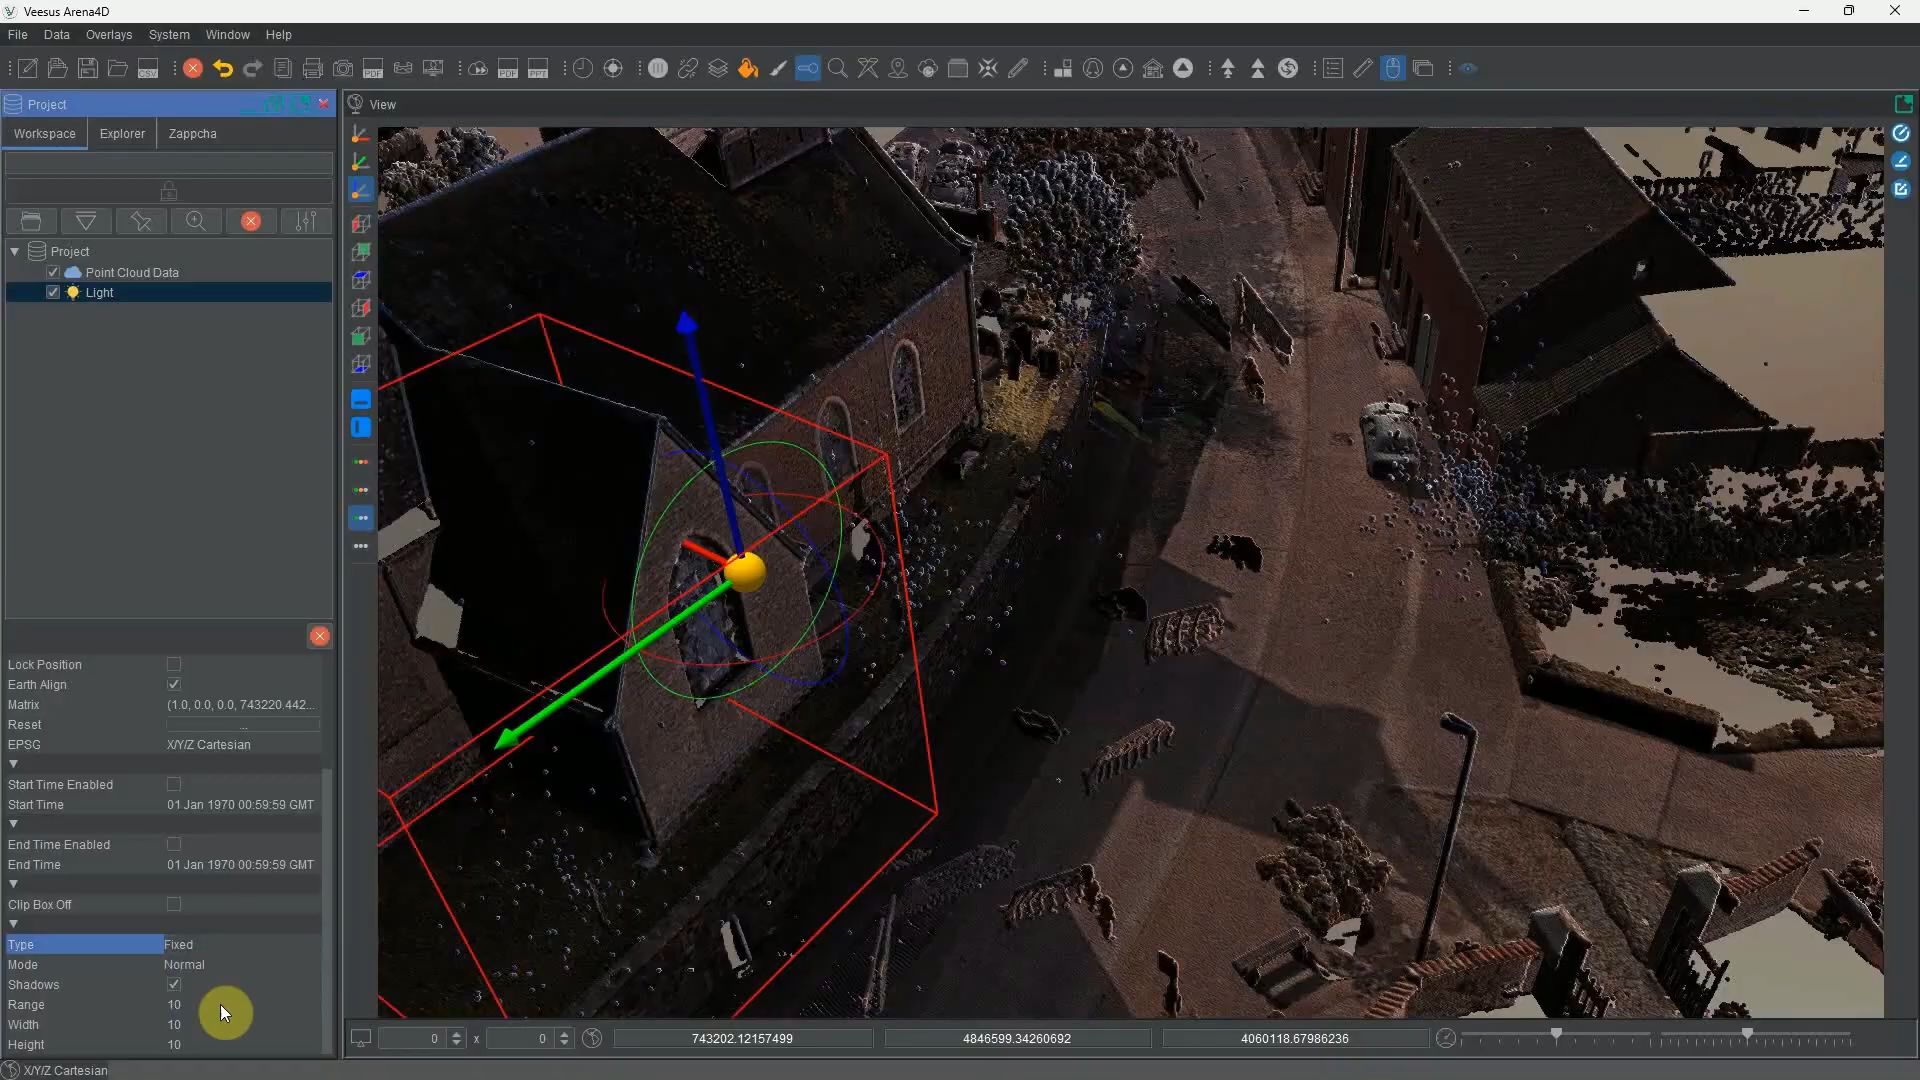 Veesus Arena4D
File Data Overlays System Window Help
CSV PDF PDF PPT
Project
View
Workspace Explorer Zappcha
Project
Point Cloud Data
Light
Lock Position
Earth Align
Matrix (1.0, 0.0, 0.0, 743220.442...
Reset ...
EPSG X/Y/Z Cartesian
Start Time Enabled
Start Time 01 Jan 1970 00:59:59 GMT
End Time Enabled
End Time 01 Jan 1970 00:59:59 GMT
Clip Box Off
Type Fixed
Mode Normal
Shadows
Range 10
Width 10
Height 10
0 x 0 743202.12157499 4846599.34260692 4060118.67986236
X/Y/Z Cartesian